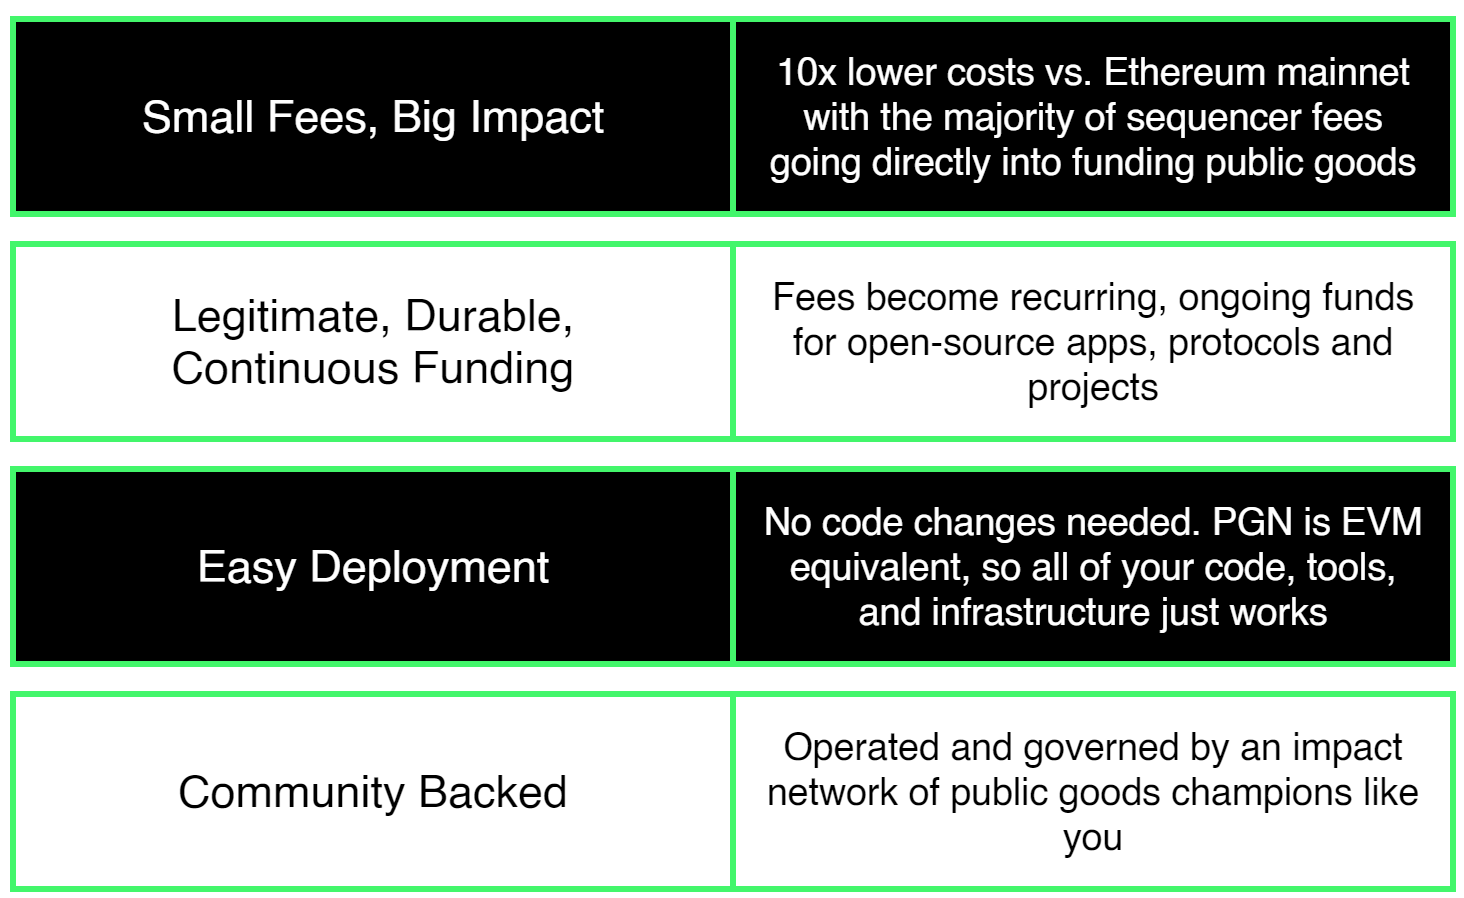 Small Fees, Big Impact
10x lower costs vs. Ethereum mainnet
with the majority of sequencer fees
going directly into funding public goods
Legitimate, Durable,
Continuous Funding
Fees become recurring, ongoing funds
for open-source apps, protocols and
projects
Easy Deployment
No code changes needed. PGN is EVM
equivalent, so all of your code, tools,
and infrastructure just works
Community Backed
Operated and governed by an impact
network of public goods champions like
you